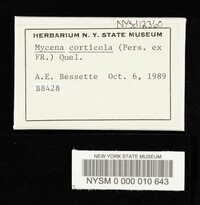 NYSd12360
HERBARIUM N. Y. STATE MUSEUM
Mycena corticola (Pers. ex
FR.) Quel.
A.E. Bessette Oct. 6, 1989
B8428
NEW YORK STATE MUSEUM
NYSM 0 000 010 643